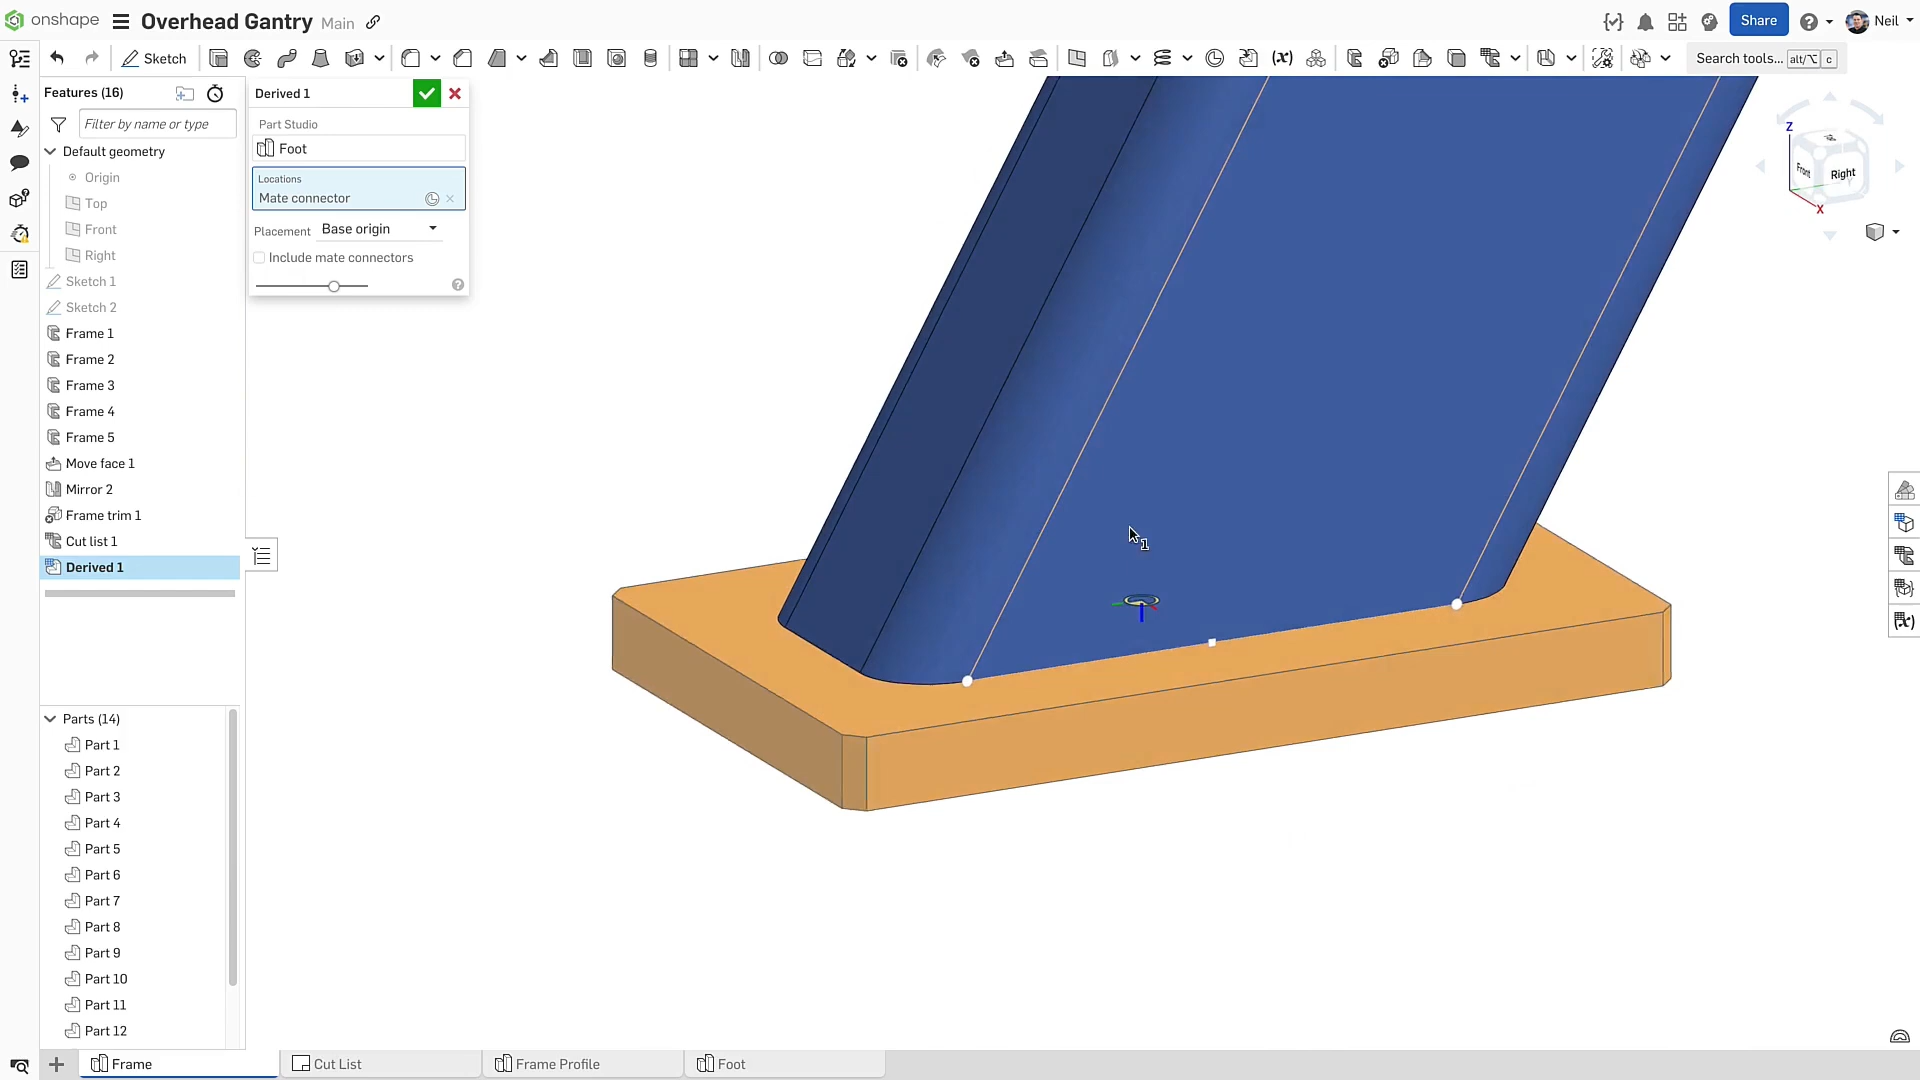 onshape
Overhead Gantry Main
Share
Neil
Sketch
Search tools... alt/⌥ c
Features (16)
Filter by name or type
Default geometry
Origin
Top
Front
Right
Sketch 1
Sketch 2
Frame 1
Frame 2
Frame 3
Frame 4
Frame 5
Move face 1
Mirror 2
Frame trim 1
Cut list 1
Derived 1
Parts (14)
Part 1
Part 2
Part 3
Part 4
Part 5
Part 6
Part 7
Part 8
Part 9
Part 10
Part 11
Part 12
Derived 1
Part Studio
Foot
Locations
Mate connector
Placement Base origin
Include mate connectors
1
Z
Front
Right
X
Frame
Cut List
Frame Profile
Foot